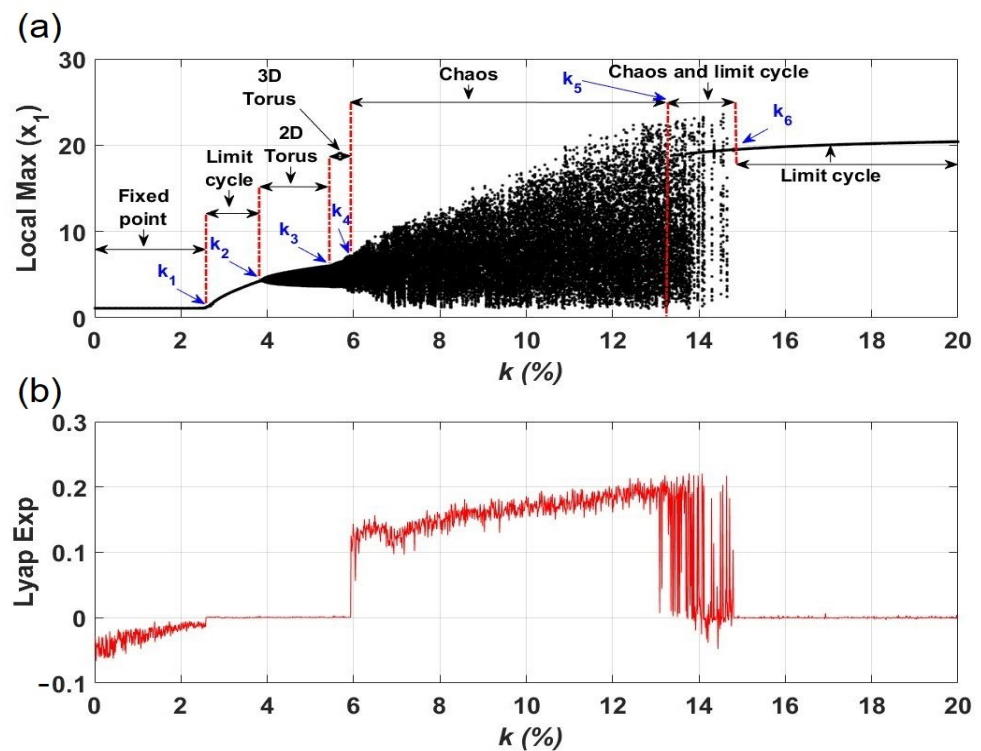 (a)
30
20
10
0
Local Max (x₁)
Fixed
point
Limit
cycle
2D
Torus
3D
Torus
Chaos
Chaos and limit cycle
Limit cycle
k₁
k₂
k₃
k₄
k₅
k₆
0 2 4 6 8 10 12 14 16 18 20
k (%)
(b)
0.3
0.2
0.1
0
−0.1
Lyap Exp
0 2 4 6 8 10 12 14 16 18 20
k (%)